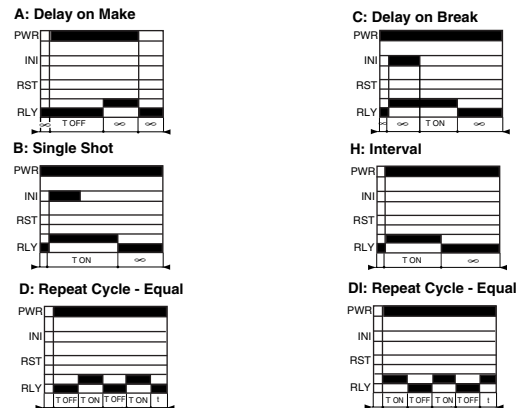 A: Delay on Make
PWR
INI
RST
RLY
∞ T OFF ∞ ∞
C: Delay on Break
PWR
INI
RST
RLY
∞ ∞ T ON ∞
B: Single Shot
PWR
INI
RST
RLY
T ON ∞
H: Interval
PWR
INI
RST
RLY
T ON ∞
D: Repeat Cycle - Equal
PWR
INI
RST
RLY
T OFF T ON T OFF T ON t
DI: Repeat Cycle - Equal
PWR
INI
RST
RLY
T ON T OFF T ON T OFF t